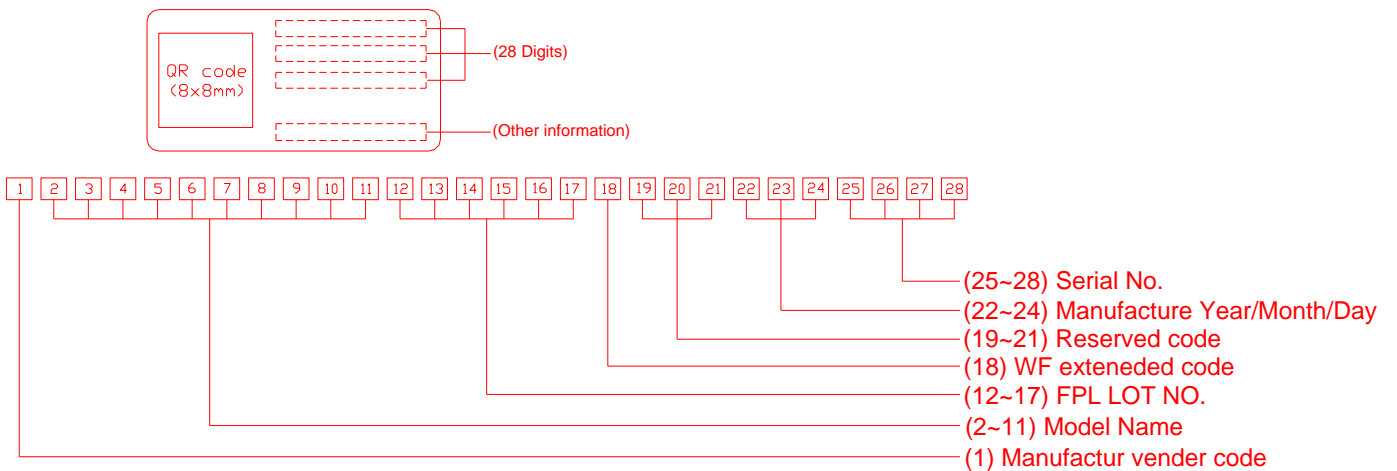 QR code
(8x8mm)
(28 Digits)
(Other information)
1 2 3 4 5 6 7 8 9 10 11 12 13 14 15 16 17 18 19 20 21 22 23 24 25 26 27 28
(25~28) Serial No.
(22~24) Manufacture Year/Month/Day
(19~21) Reserved code
(18) WF exteneded code
(12~17) FPL LOT NO.
(2~11) Model Name
(1) Manufactur vender code